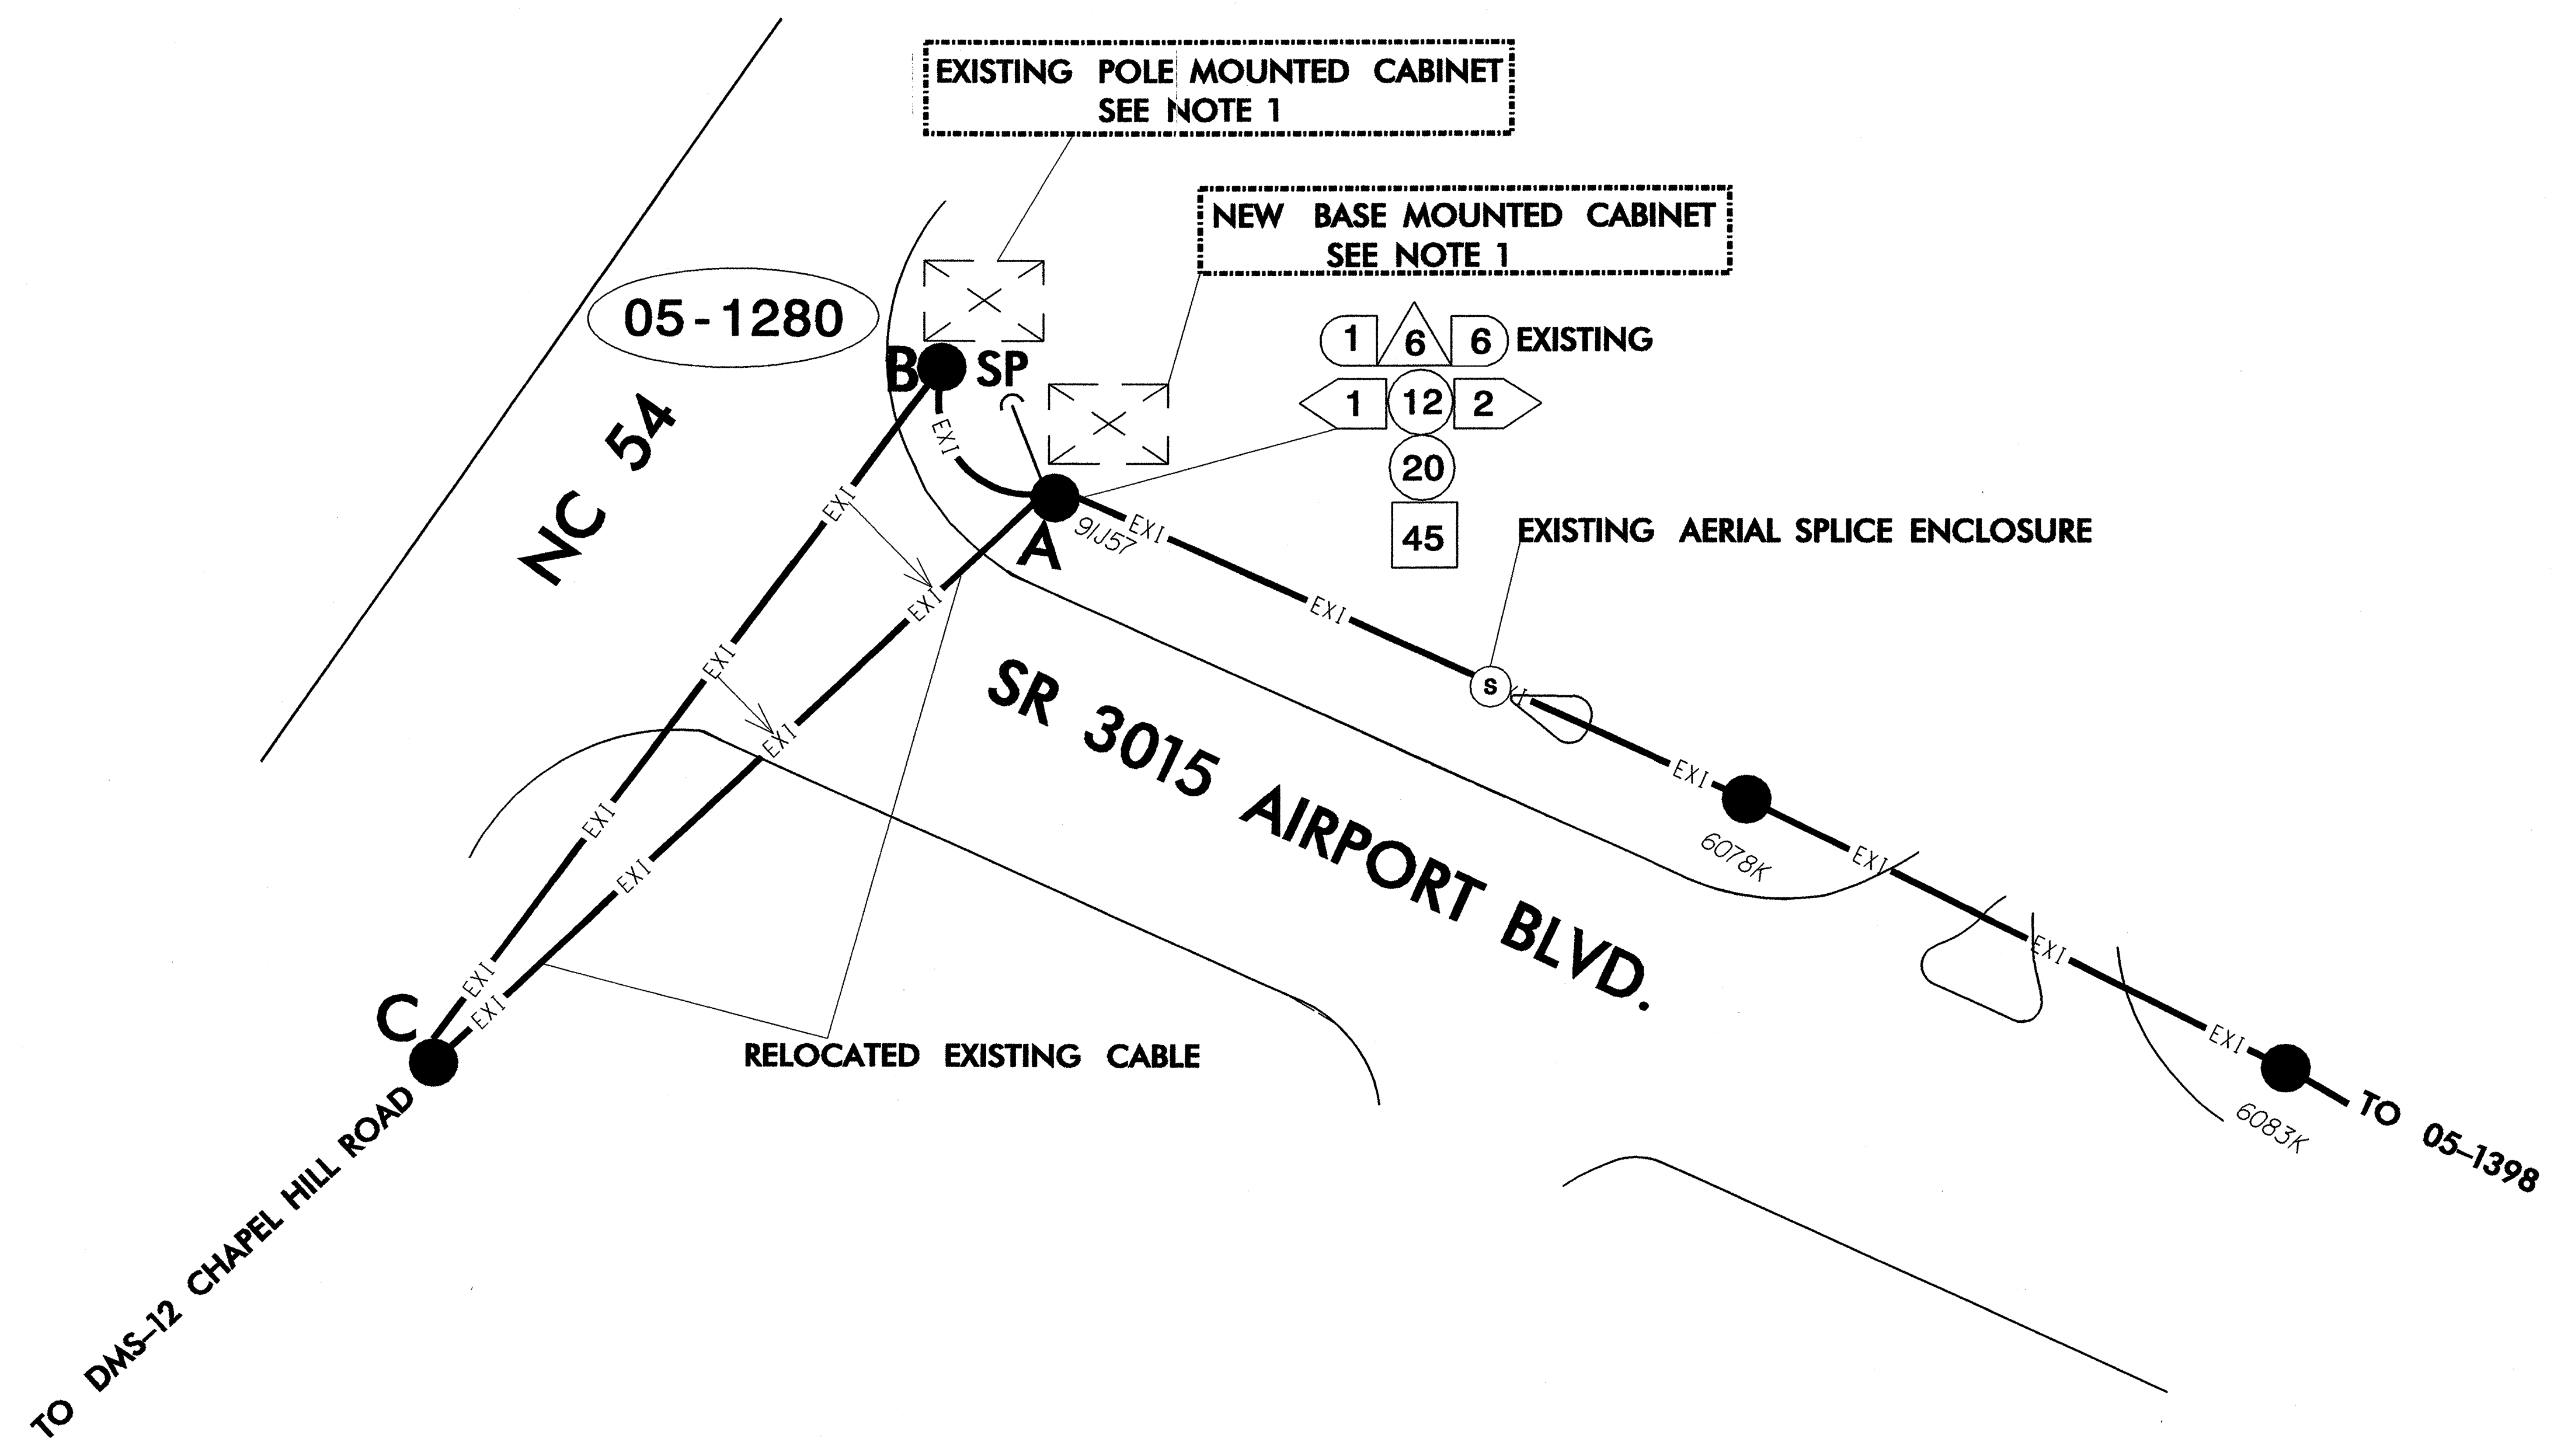 EXISTING POLE MOUNTED CABINET
SEE NOTE 1
NEW BASE MOUNTED CABINET
SEE NOTE 1
05-1280
1 6 6 EXISTING
1 12 2
20
45
B SP
EXI
NC 54
A
91J57
EXI
EXI
EXISTING AERIAL SPLICE ENCLOSURE
EXI
EXI
EXI
EXI
S
SR 3015 AIRPORT BLVD.
EXI
6078K
EXI
EXI
EXI
EXI
EXI
EXI
EXI
C
RELOCATED EXISTING CABLE
EXI
6083K
TO 05-1398
TO DMS-12 CHAPEL HILL ROAD